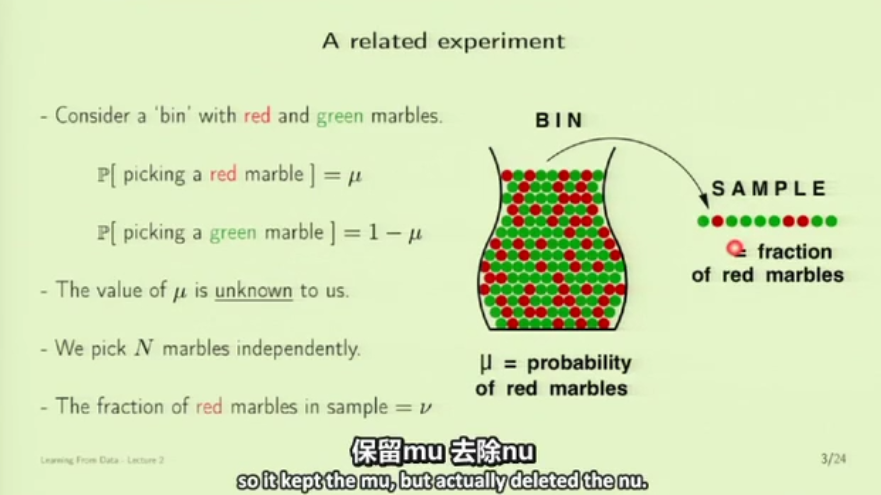 A related experiment
- Consider a 'bin' with red and green marbles.
ℙ[ picking a red marble ] = μ
ℙ[ picking a green marble ] = 1 − μ
- The value of μ is unknown to us.
- We pick N marbles independently.
- The fraction of red marbles in sample = ν
BIN
SAMPLE
= fraction
of red marbles
μ = probability
of red marbles
Learning From Data - Lecture 2
3/24
保留mu 去除nu
so it kept the mu, but actually deleted the nu.